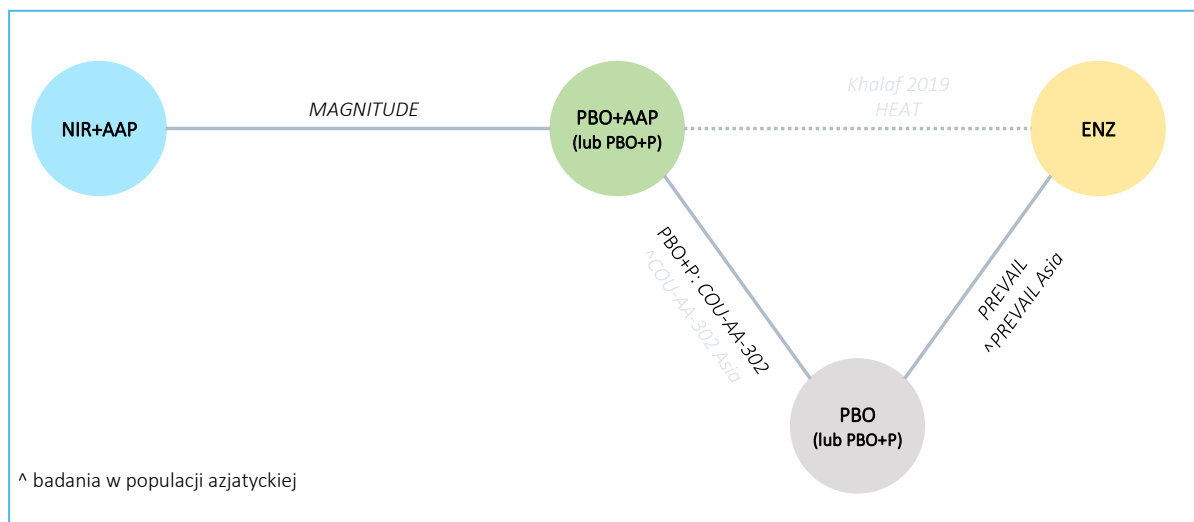 NIR+AAP
MAGNITUDE
PBO+AAP
(lub PBO+P)
Khalaf 2019
HEAT
ENZ
PBO+P: COU-AA-302
^COU-AA-302 Asia
PREVAIL
^PREVAIL Asia
PBO
(lub PBO+P)
^ badania w populacji azjatyckiej